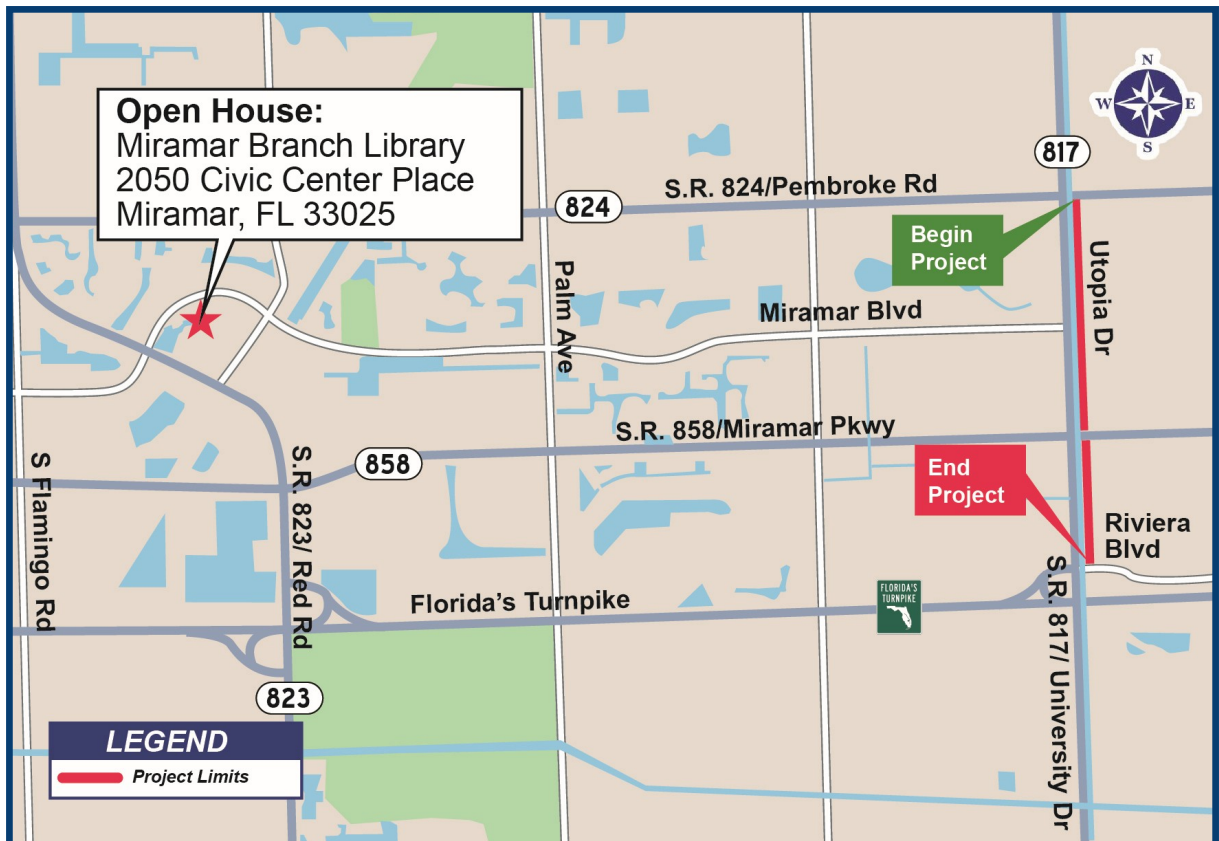 Open House:
Miramar Branch Library
2050 Civic Center Place
Miramar, FL 33025
N
W
E
S
817
S.R. 824/Pembroke Rd
824
Begin
Project
Utopia Dr
Palm Ave
Miramar Blvd
S.R. 858/Miramar Pkwy
858
S Flamingo Rd
S.R. 823/ Red Rd
End
Project
Riviera
Blvd
Florida's Turnpike
FLORIDA'S
TURNPIKE
S.R. 817/ University Dr
823
LEGEND
Project Limits